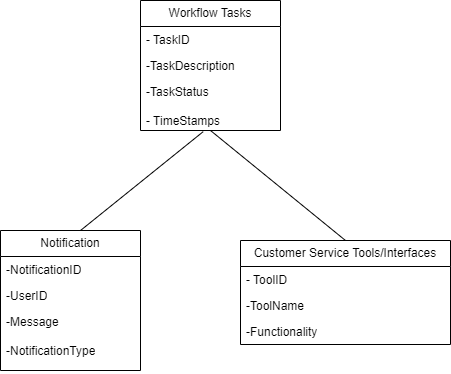 Workflow Tasks
- TaskID
-TaskDescription
-TaskStatus
- TimeStamps
Notification
-NotificationID
-UserID
-Message
-NotificationType
Customer Service Tools/Interfaces
- ToolID
-ToolName
-Functionality